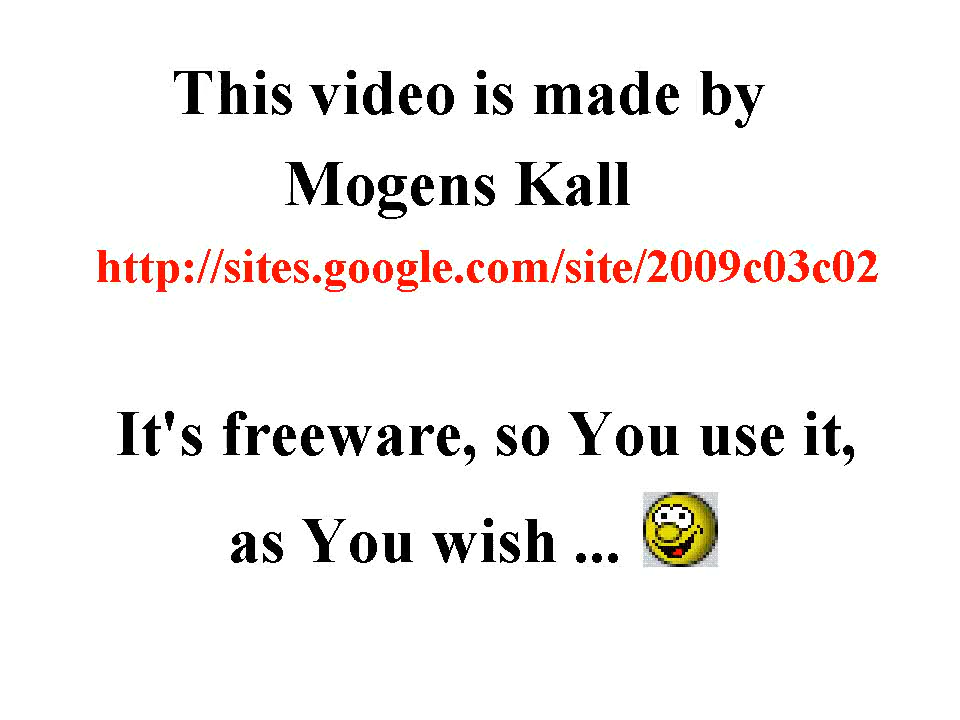 This video is made by
Mogens Kall
http://sites.google.com/site/2009c03c02
It's freeware, so You use it,
as You wish ...